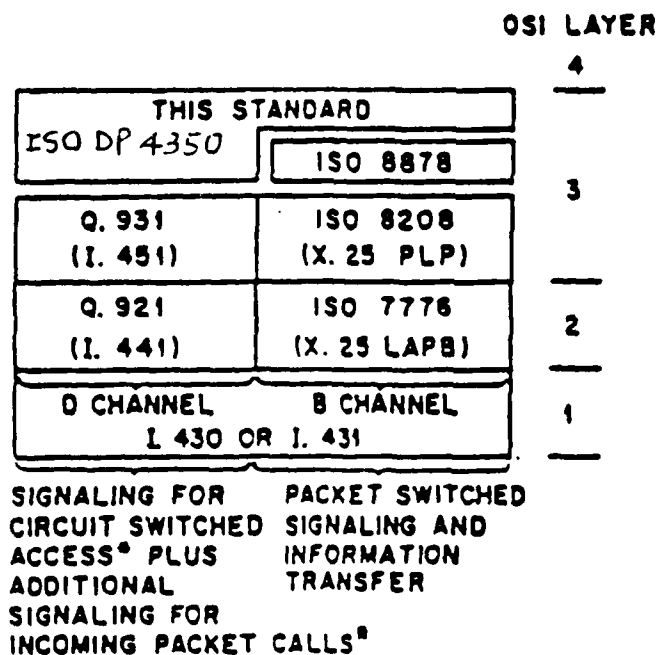 OSI LAYER
4
THIS STANDARD
ISO DP 4350
ISO 8878
3
Q. 931
(I. 451)
ISO 8208
(X. 25 PLP)
Q. 921
(I. 441)
ISO 7776
(X. 25 LAPB)
2
D CHANNEL
B CHANNEL
I. 430 OR I. 431
1
SIGNALING FOR
CIRCUIT SWITCHED
ACCESS* PLUS
ADDITIONAL
SIGNALING FOR
INCOMING PACKET CALLS*
PACKET SWITCHED
SIGNALING AND
INFORMATION
TRANSFER